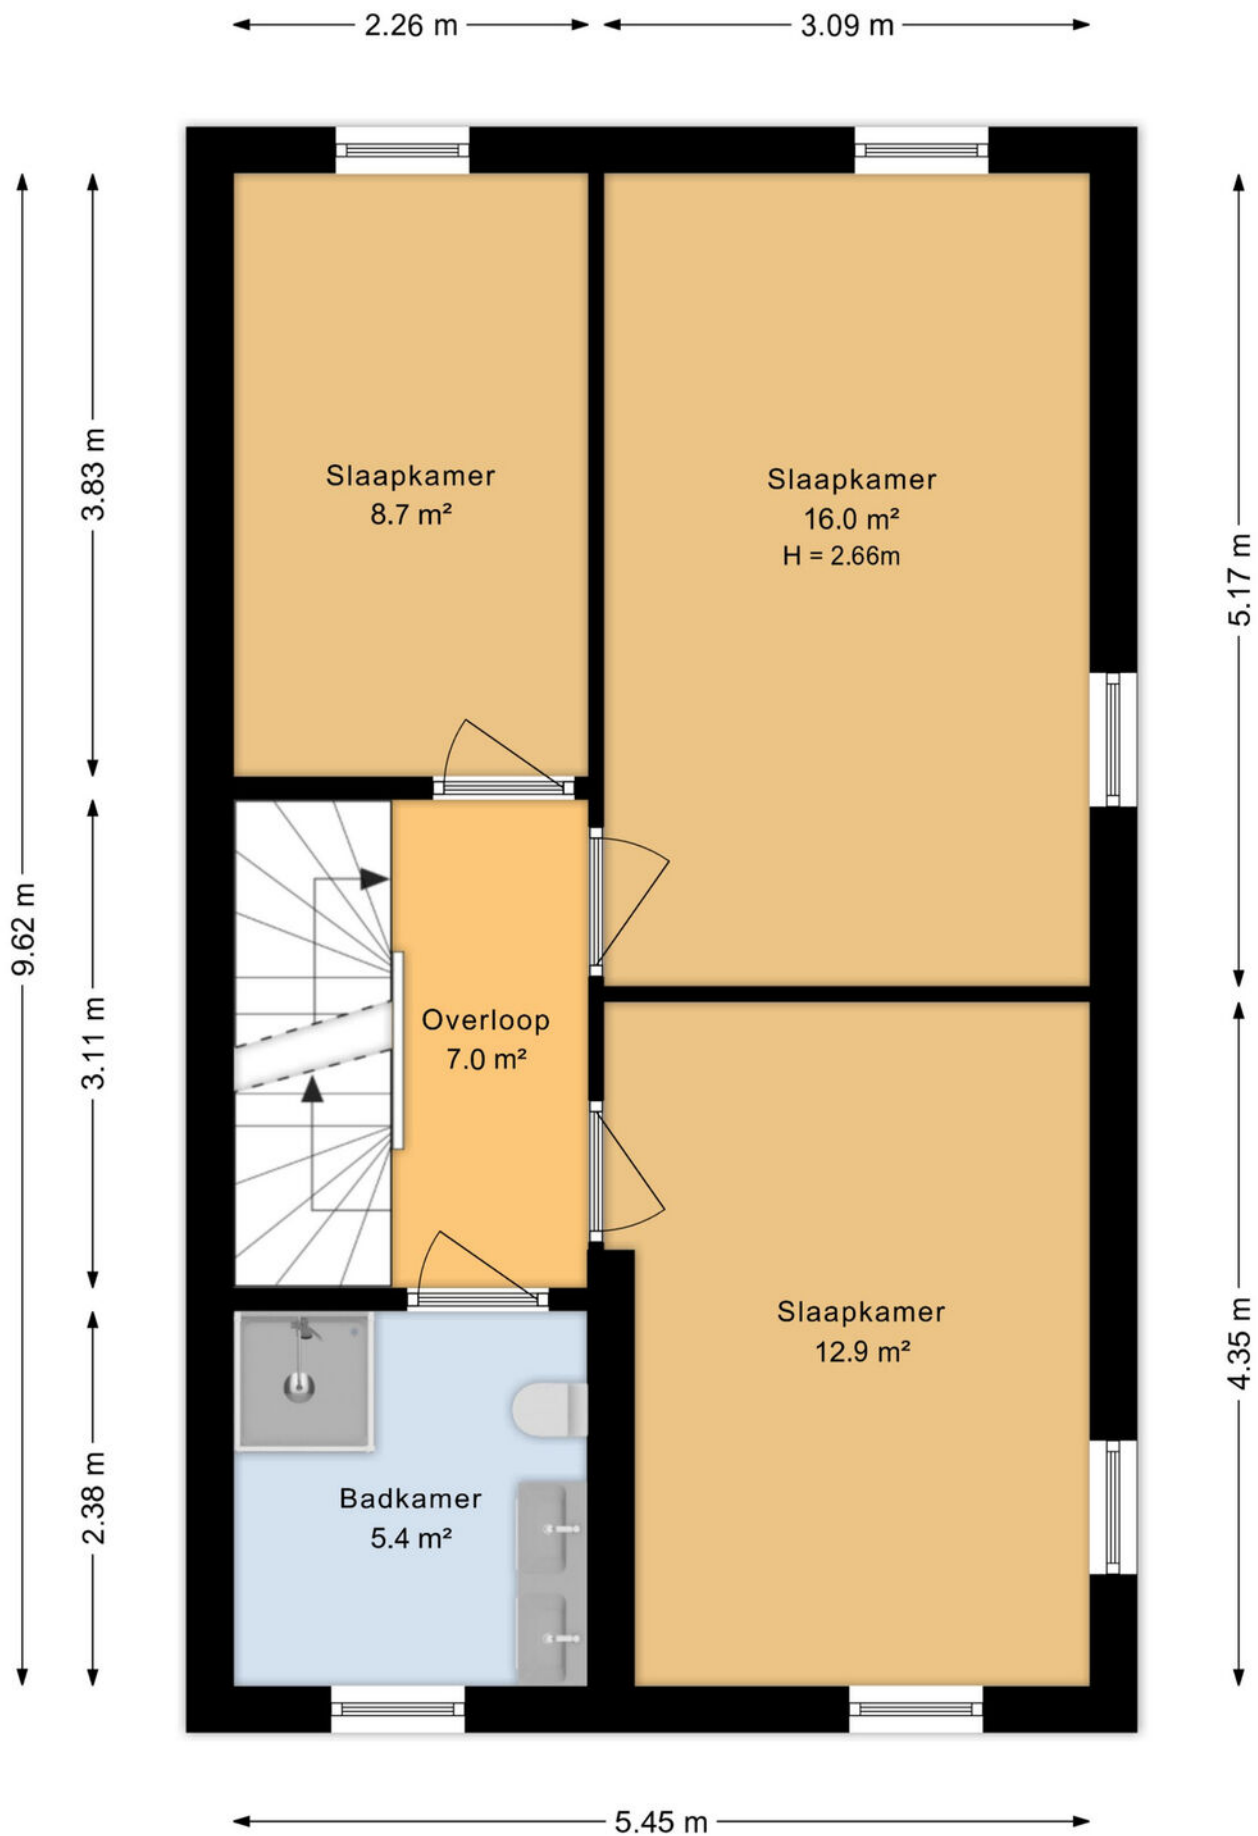 2.26 m
3.09 m
Slaapkamer
8.7 m²
Slaapkamer
16.0 m²
H = 2.66m
3.83 m
5.17 m
9.62 m
3.11 m
Overloop
7.0 m²
Slaapkamer
12.9 m²
4.35 m
2.38 m
Badkamer
5.4 m²
5.45 m